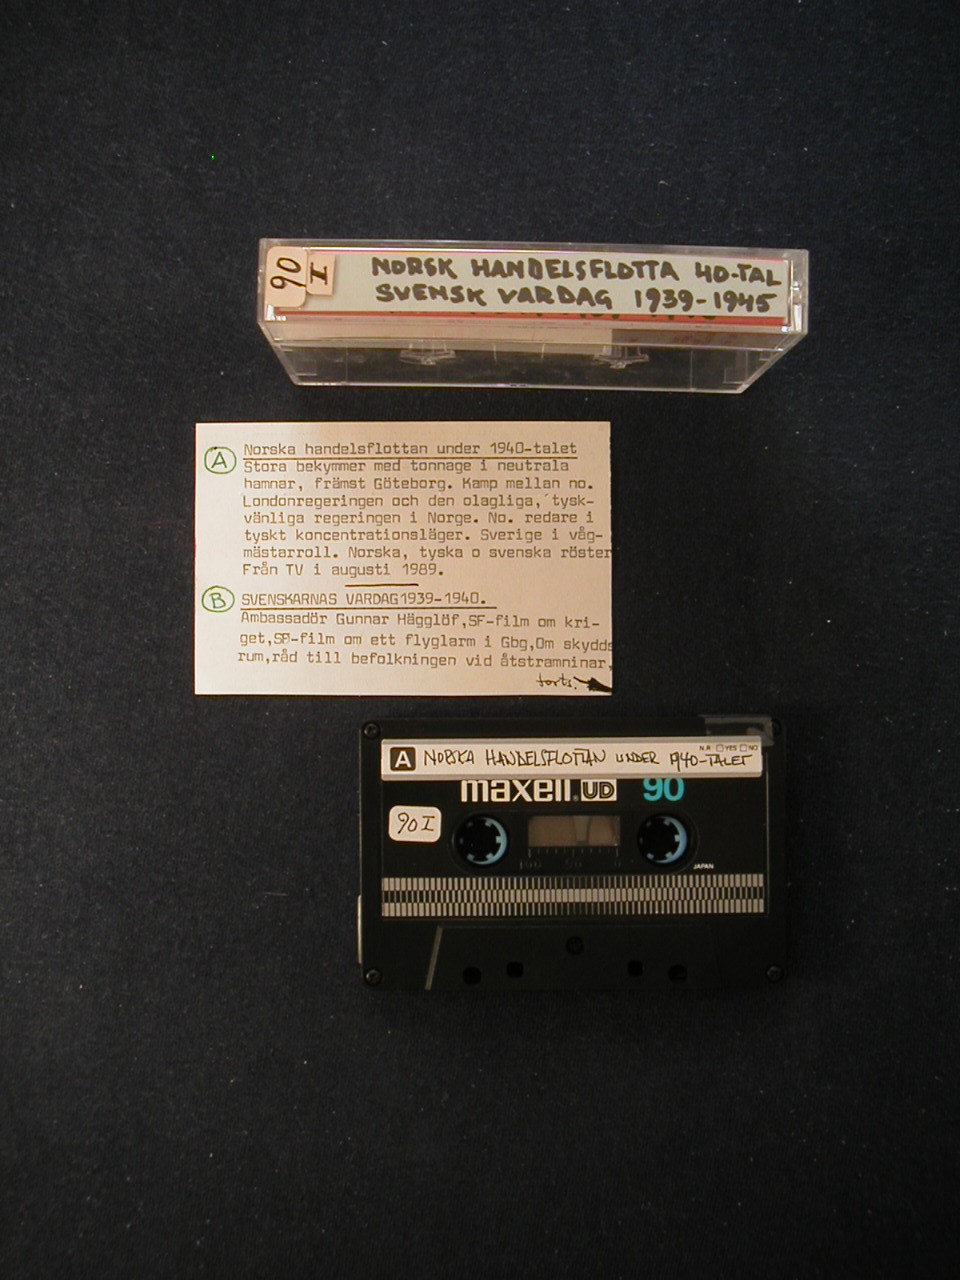 90
I
NORSK HANDELSFLOTTA 40-TAL
SVENSK VARDAG 1939-1945
A
Norska handelsflottan under 1940-talet
Stora bekymmer med tonnage i neutrala
hamnar, främst Göteborg. Kamp mellan no.
Londonregeringen och den olagliga, tysk-
vänliga regeringen i Norge. No. redare i
tyskt koncentrationsläger. Sverige i våg-
mästarroll. Norska, tyska o svenska röster
Från TV i augusti 1989.
B
SVENSKARNAS VARDAG1939-1940.
Ambassadör Gunnar Hägglöf,SF-film om kri-
get,SF-film om ett flyglarm i Gbg,Om skydds
rum,råd till befolkningen vid åtstramninar,
forts.
A NORSKA HANDELSFLOTTAN UNDER 1940-TALET
N.R YES NO
maxell UD 90
90 I
JAPAN